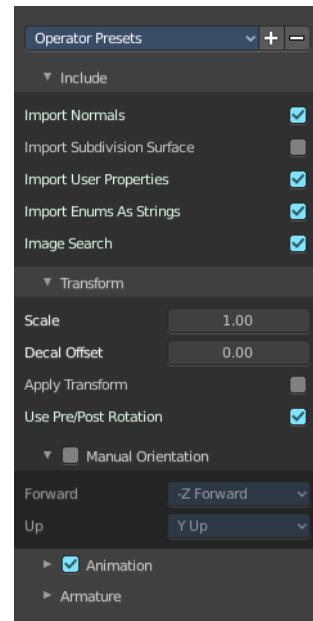 Operator Presets
Include
Import Normals
Import Subdivision Surface
Import User Properties
Import Enums As Strings
Image Search
Transform
Scale 1.00
Decal Offset 0.00
Apply Transform
Use Pre/Post Rotation
Manual Orientation
Forward -Z Forward
Up Y Up
Animation
Armature